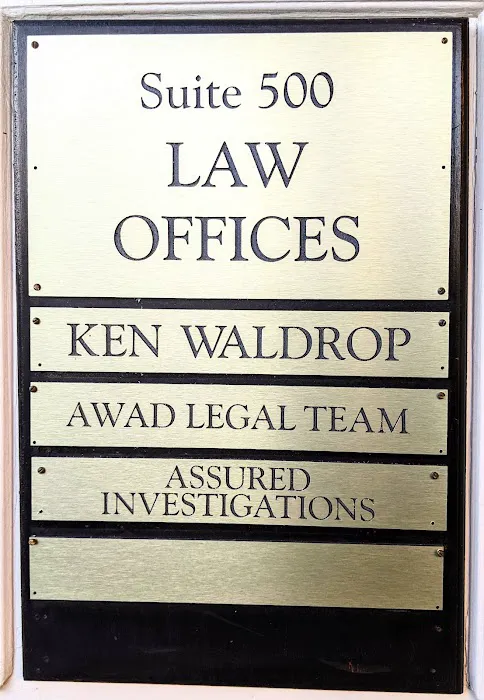 Suite 500
LAW
OFFICES
KEN WALDROP
AWAD LEGAL TEAM
ASSURED
INVESTIGATIONS